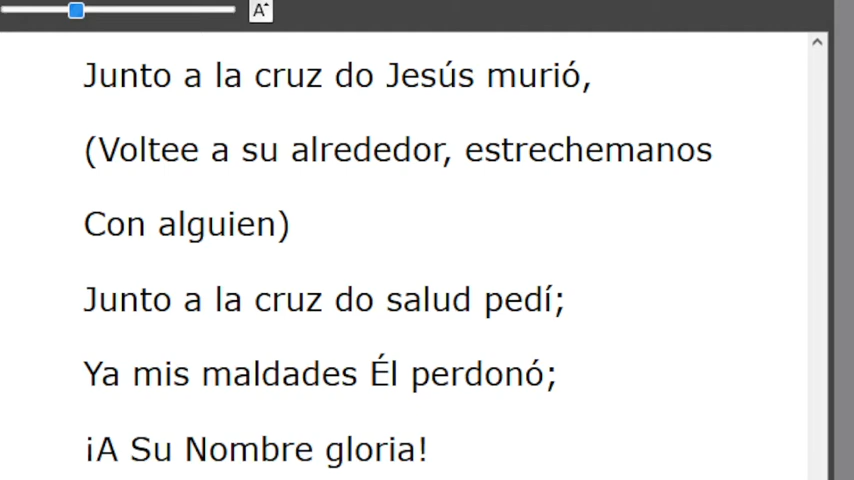 A
Junto a la cruz do Jesús murió,
(Voltee a su alrededor, estrechemanos
Con alguien)
Junto a la cruz do salud pedí;
Ya mis maldades Él perdonó;
¡A Su Nombre gloria!